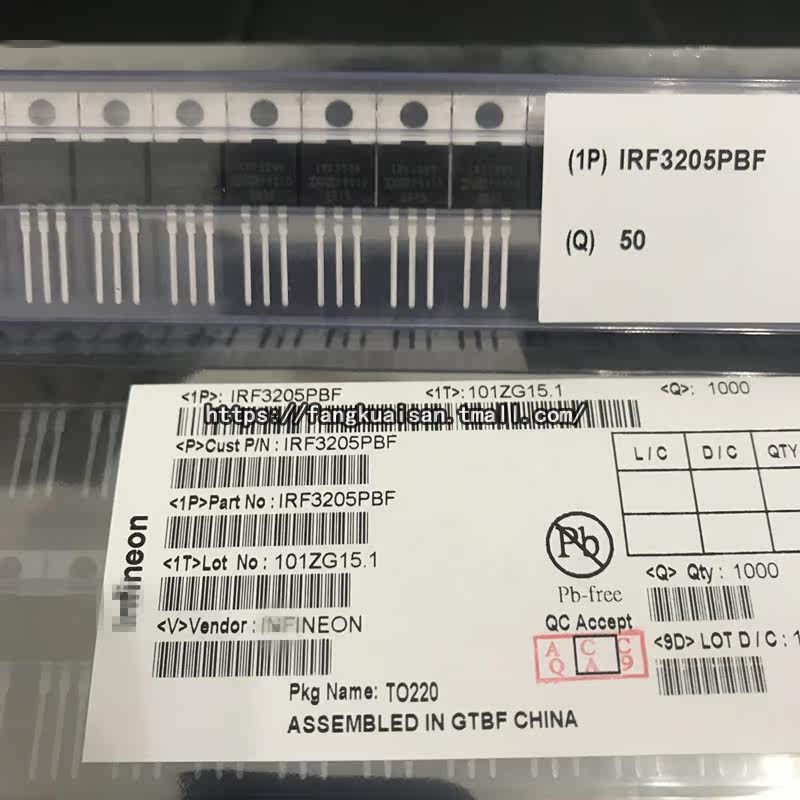 (1P) IRF3205PBF
(Q) 50
<1P>: IRF3205PBF <1T>: 101ZG15.1 <Q>: 1000
https://fangkuaisan.tmall.com/
<P>Cust P/N : IRF3205PBF
L/C D/C QTY
<1P>Part No : IRF3205PBF
<1T>Lot No : 101ZG15.1
Pb
Pb-free
<Q> Qty : 1000
<V>Vendor : INFINEON
QC Accept
A C C
Q A 9
<9D> LOT D/C : 1
Infineon
Pkg Name: TO220
ASSEMBLED IN GTBF CHINA